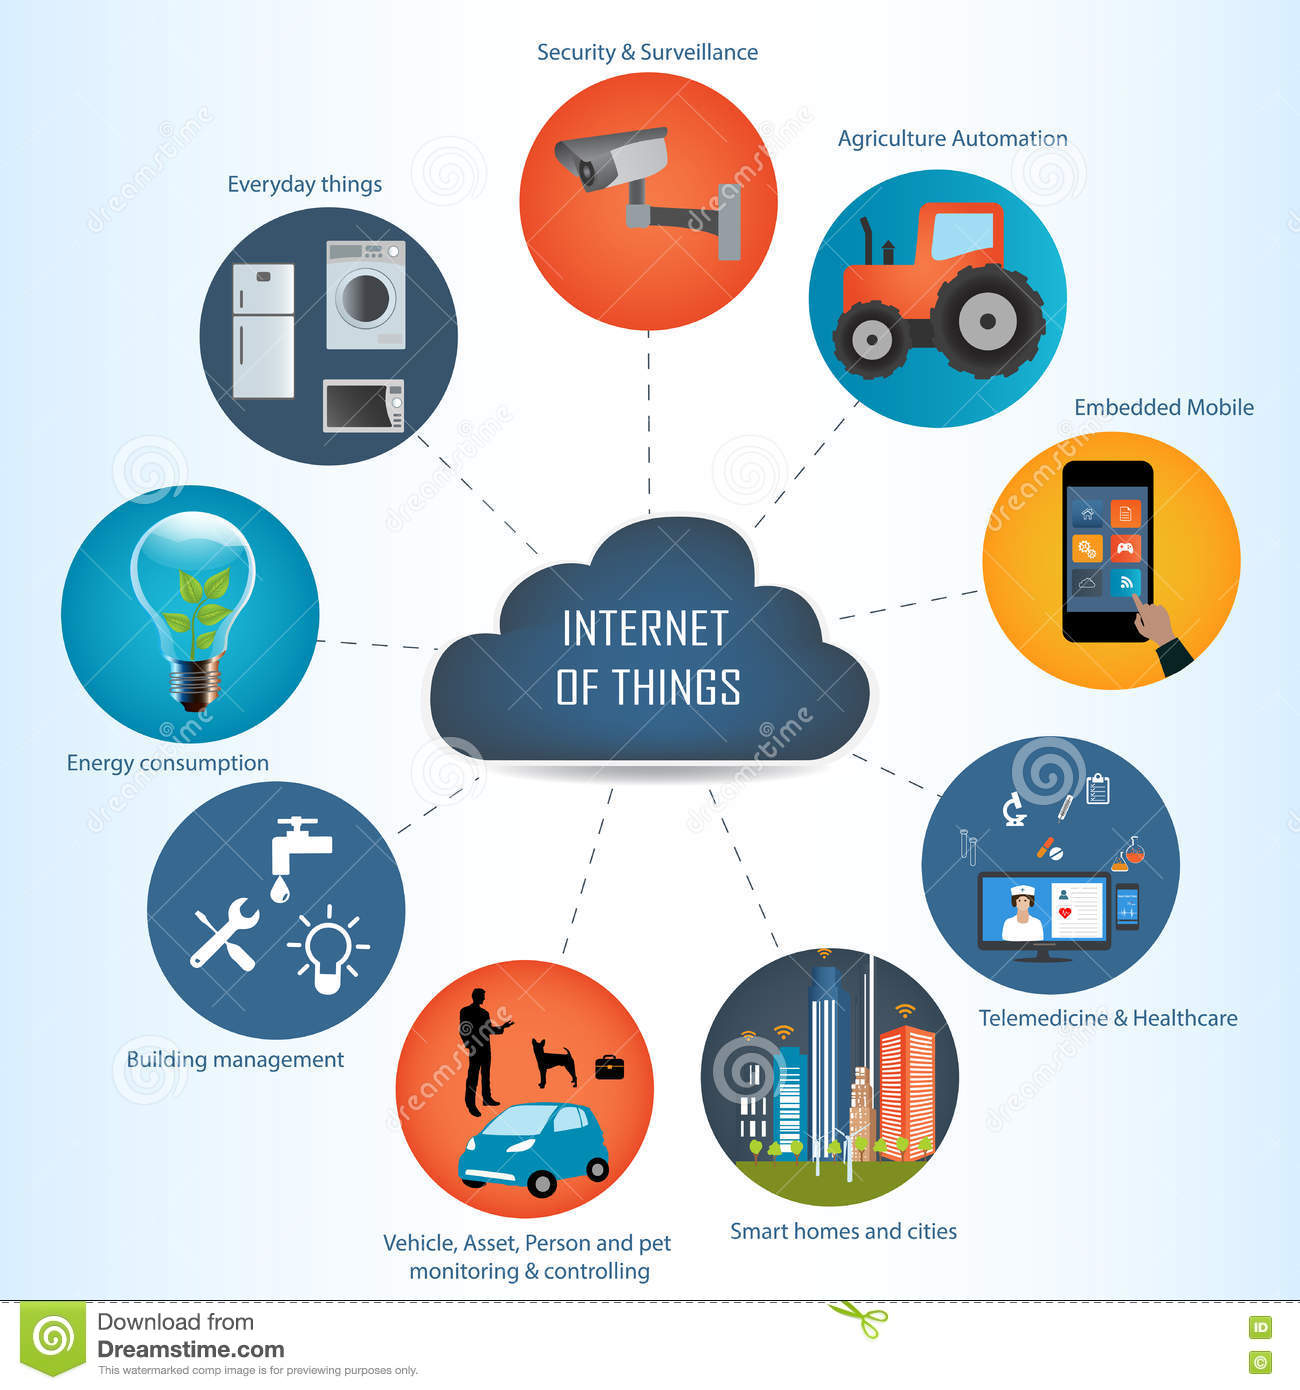 Security & Surveillance
Agriculture Automation
Everyday things
Embedded Mobile
INTERNET
OF THINGS
Energy consumption
Telemedicine & Healthcare
Building management
Smart homes and cities
Vehicle, Asset, Person and pet
monitoring & controlling
dreamstime
Download from
Dreamstime.com
This watermarked comp image is for previewing purposes only.
ID
©